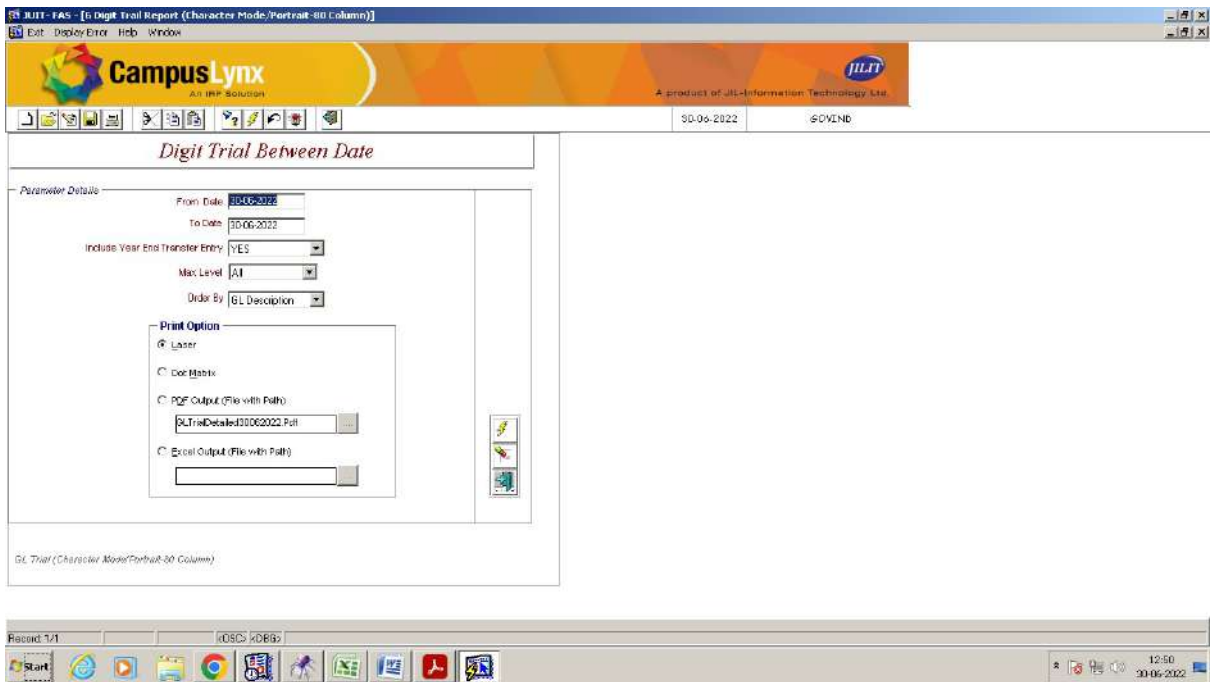 JUIT- FAS - [6 Digit Trail Report (Character Mode/Portrait-80 Column)]
Exit Display Error Help Window
CampusLynx
An IRP Solution
JILIT
A product of JIL-Information Technology Ltd.
30-06-2022 GOVIND
Digit Trial Between Date
Parameter Details
From Date 30-06-2022
To Date 30-06-2022
Include Year End Transfer Entry YES
Max Level All
Order By GL Description
Print Option
Laser
Dot Matrix
PDF Output (File with Path)
GLTrialDetailed30062022.Pdf ...
Excel Output (File with Path)
GL Trial (Character Mode/Portrait-80 Column)
Record: 1/1 <OSC> <DBG>
Start
12:50
30-06-2022